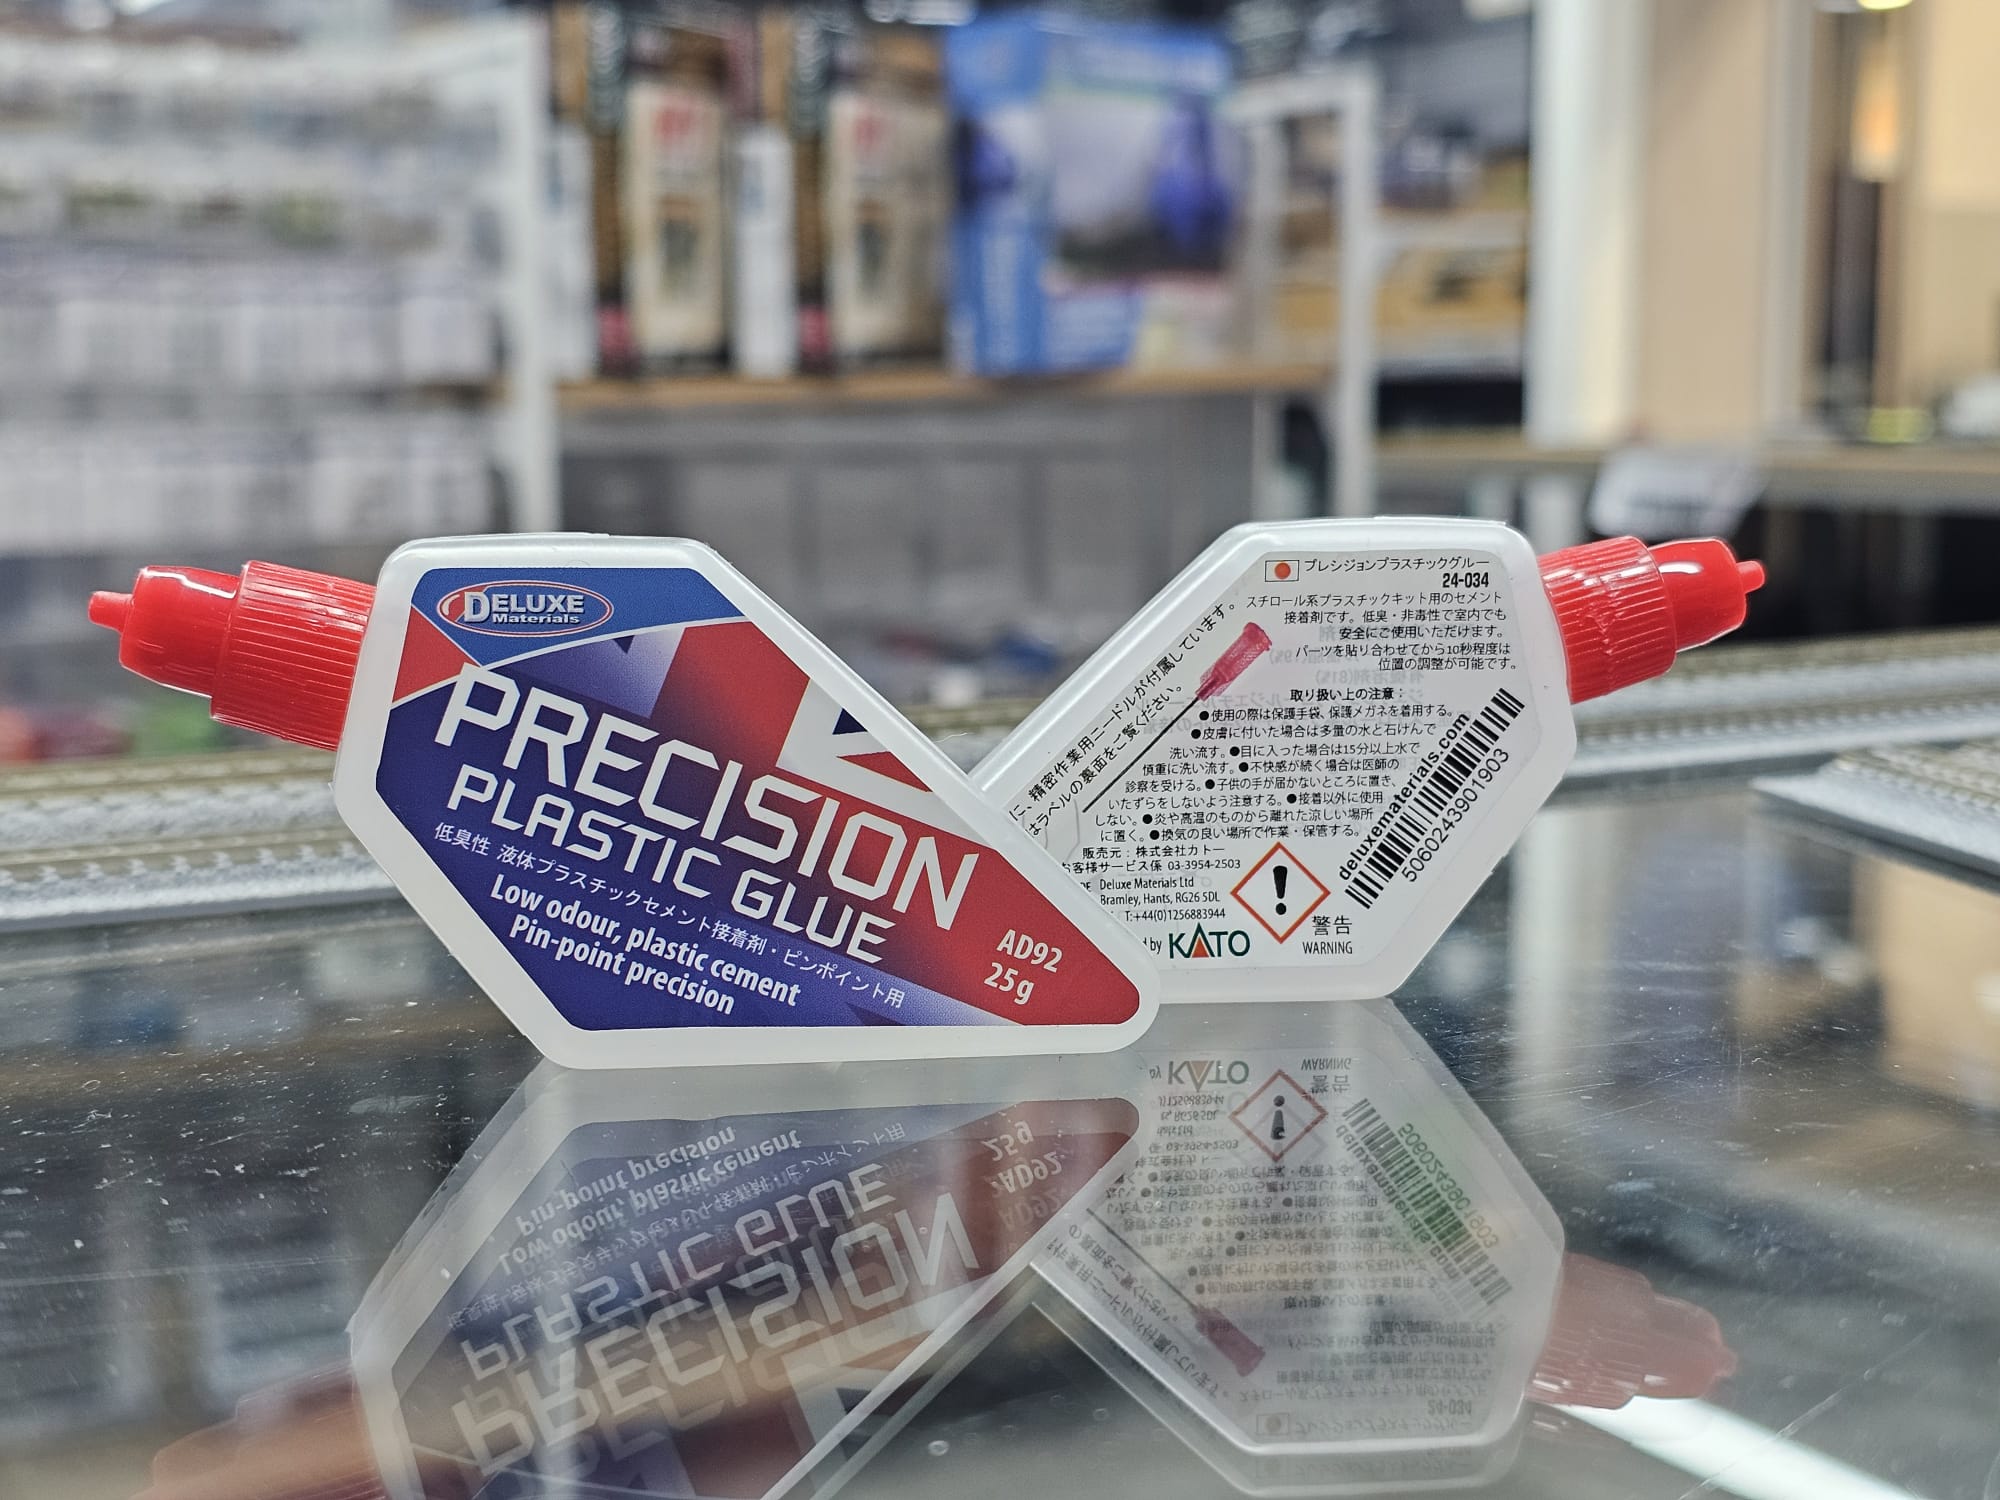 DELUXE
Materials
PRECISION
PLASTIC GLUE
低臭性 液体プラスチックセメント接着剤・ピンポイント用
Low odour, plastic cement
Pin-point precision
AD92
25g
プレシジョンプラスチックグルー
24-034
スチロール系プラスチックキット用のセメント
接着剤です。低臭・非毒性で室内でも
安全にご使用いただけます。
パーツを貼り合わせてから10秒程度は
位置の調整が可能です。
に、精密作業用ニードルが付属しています。
はラベルの裏面をご覧ください。
取り扱い上の注意:
●使用の際は保護手袋、保護メガネを着用する。
●皮膚に付いた場合は多量の水と石けんで
洗い流す。●目に入った場合は15分以上水で
慎重に洗い流す。●不快感が続く場合は医師の
診察を受ける。●子供の手が届かないところに置き、
いたずらをしないよう注意する。●接着以外に使用
しない。●炎や高温のものから離れた涼しい場所
に置く。●換気の良い場所で作業・保管する。
販売元:株式会社カトー
お客様サービス係 03-3954-2503
Deluxe Materials Ltd
Bramley, Hants, RG26 5DL
T:+44(0)1256883944
by KATO
警告
WARNING
deluxematerials.com
5060243901903